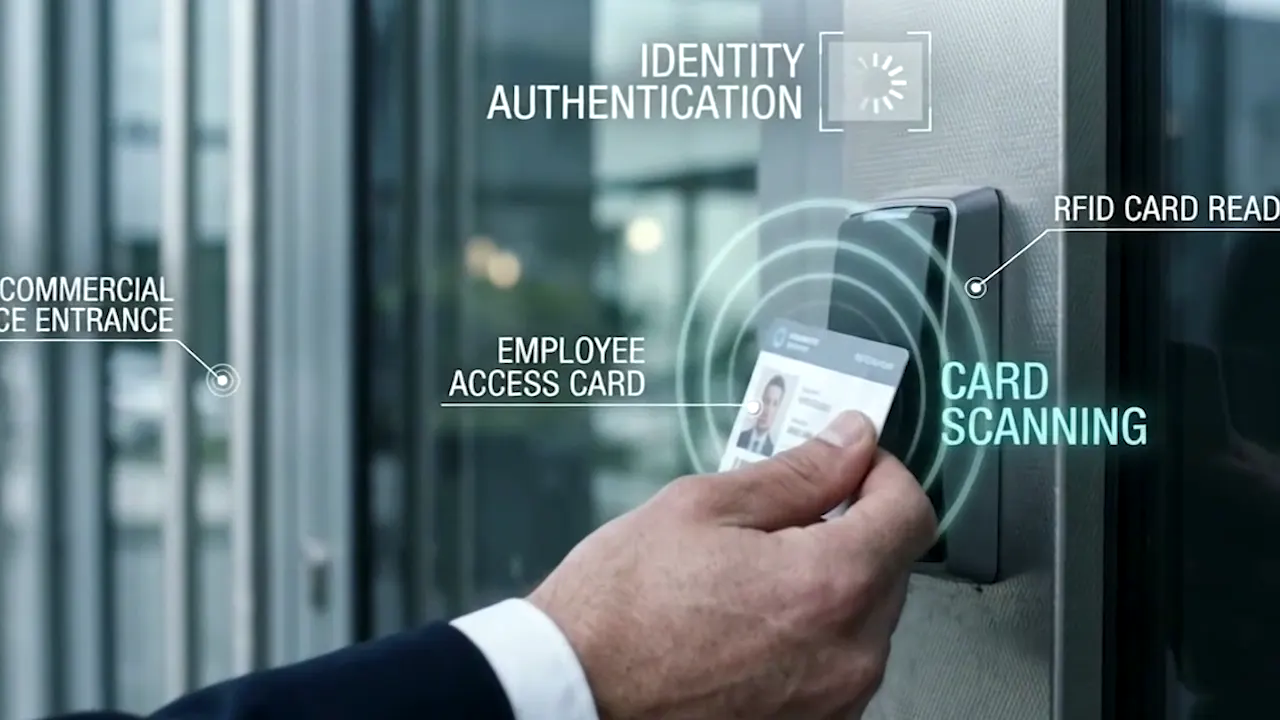 IDENTITY
AUTHENTICATION
RFID CARD READ
COMMERCIAL
CE ENTRANCE
EMPLOYEE
ACCESS CARD
CARD
SCANNING